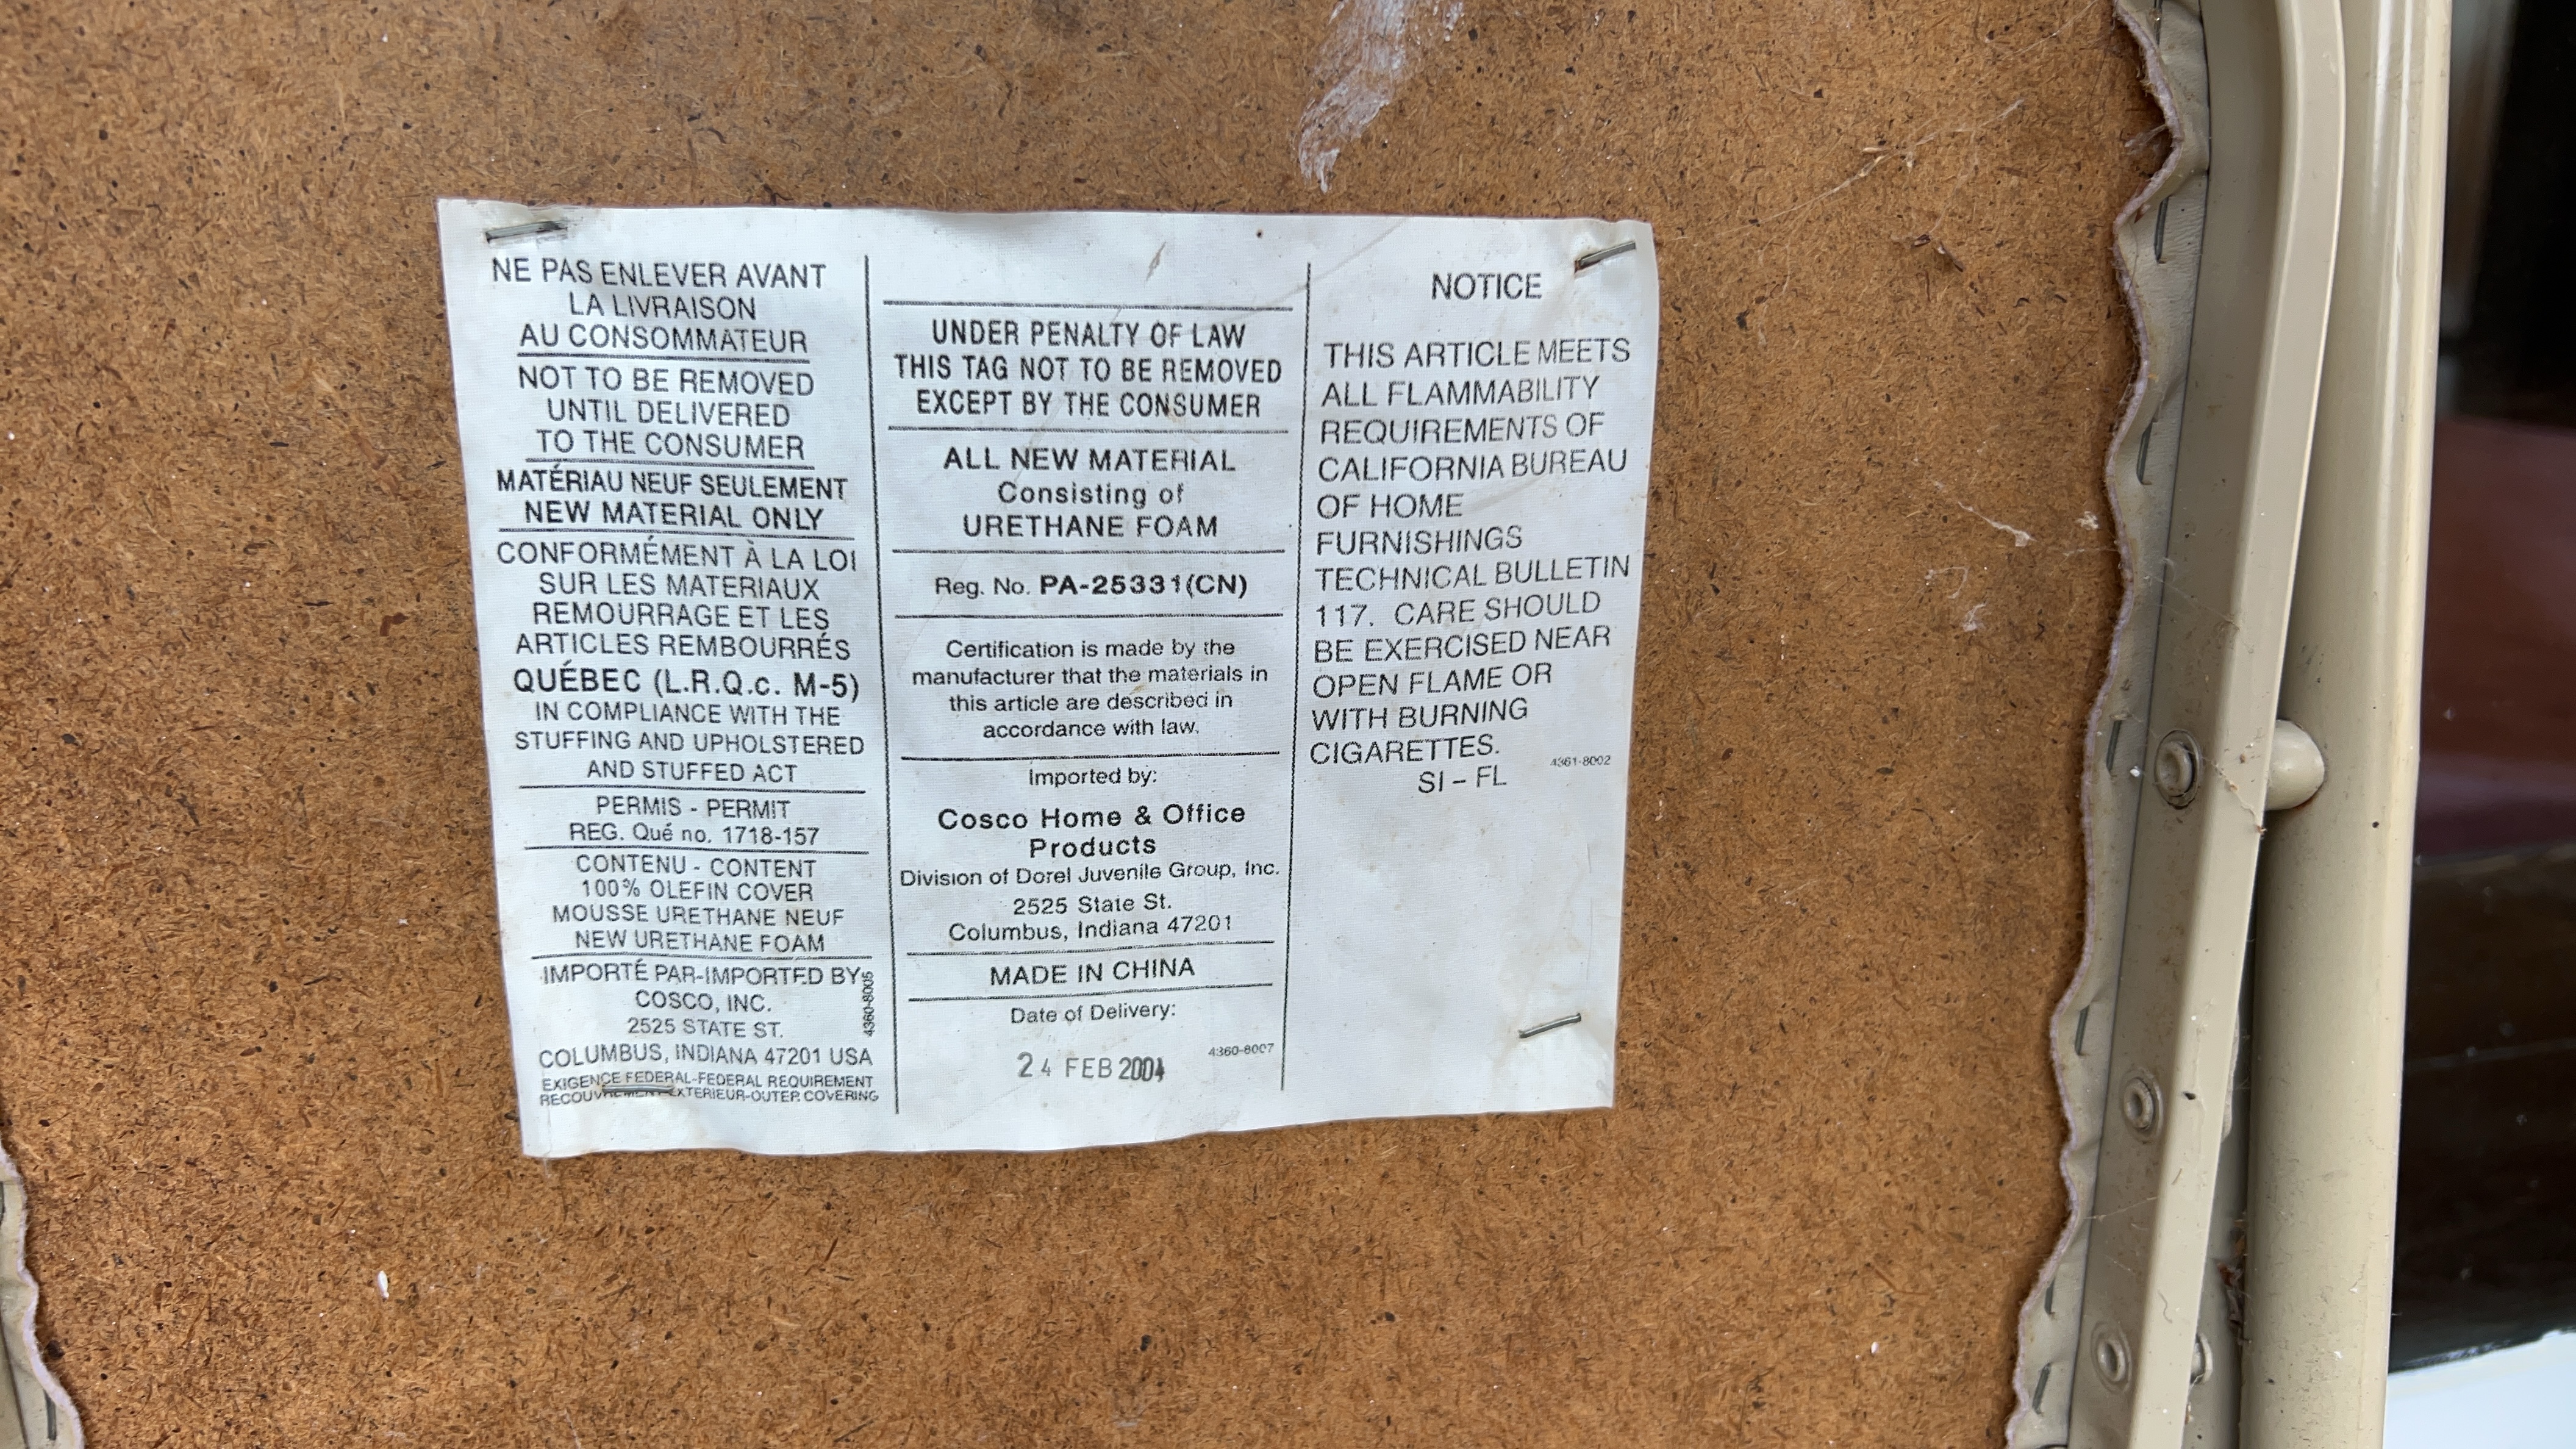 NE PAS ENLEVER AVANT
LA LIVRAISON
AU CONSOMMATEUR
NOT TO BE REMOVED
UNTIL DELIVERED
TO THE CONSUMER
MATÉRIAU NEUF SEULEMENT
NEW MATERIAL ONLY
CONFORMÉMENT À LA LOI
SUR LES MATERIAUX
REMOURRAGE ET LES
ARTICLES REMBOURRÉS
QUÉBEC (L.R.Q.c. M-5)
IN COMPLIANCE WITH THE
STUFFING AND UPHOLSTERED
AND STUFFED ACT
PERMIS - PERMIT
REG. Qué no. 1718-157
CONTENU - CONTENT
100% OLEFIN COVER
MOUSSE URETHANE NEUF
NEW URETHANE FOAM
IMPORTÉ PAR-IMPORTED BY
COSCO, INC.
2525 STATE ST.
COLUMBUS, INDIANA 47201 USA
EXIGENCE FEDERAL-FEDERAL REQUIREMENT
RECOUVREMENT EXTERIEUR-OUTER COVERING
4360-8005
UNDER PENALTY OF LAW
THIS TAG NOT TO BE REMOVED
EXCEPT BY THE CONSUMER
ALL NEW MATERIAL
Consisting of
URETHANE FOAM
Reg. No. PA-25331(CN)
Certification is made by the
manufacturer that the materials in
this article are described in
accordance with law.
Imported by:
Cosco Home & Office
Products
Division of Dorel Juvenile Group, Inc.
2525 State St.
Columbus, Indiana 47201
MADE IN CHINA
Date of Delivery:
24 FEB 2004
4360-8007
NOTICE
THIS ARTICLE MEETS
ALL FLAMMABILITY
REQUIREMENTS OF
CALIFORNIA BUREAU
OF HOME
FURNISHINGS
TECHNICAL BULLETIN
117. CARE SHOULD
BE EXERCISED NEAR
OPEN FLAME OR
WITH BURNING
CIGARETTES.
SI – FL
4361-8002